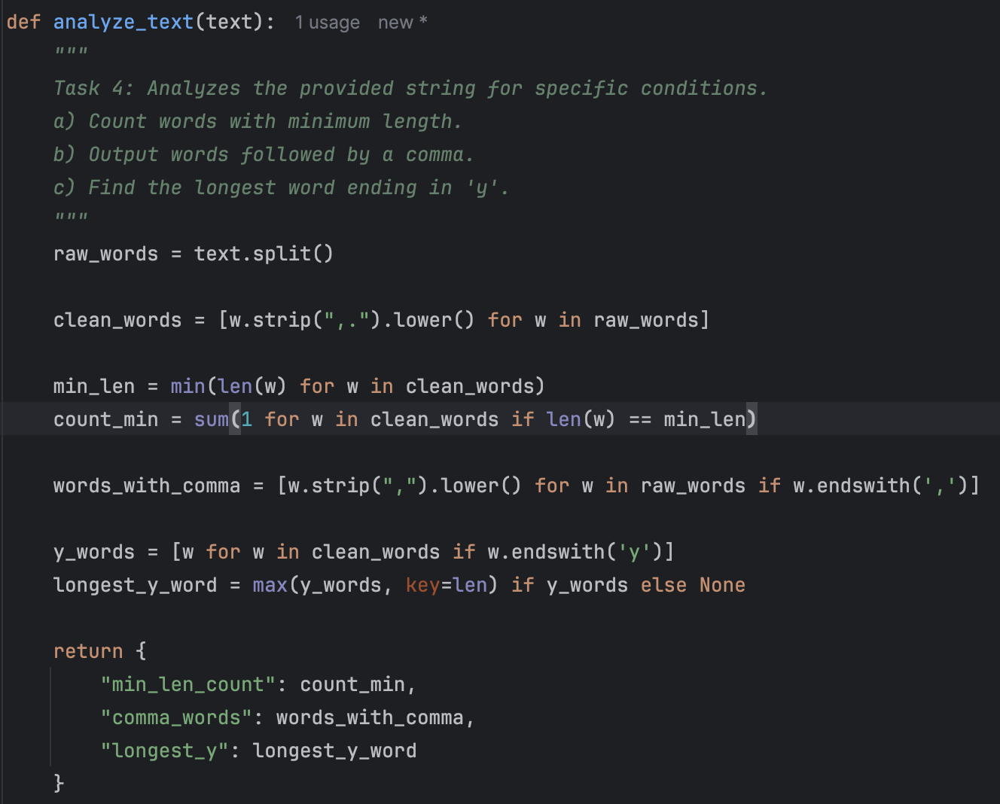 def analyze_text(text):  1 usage  new *
    """
    Task 4: Analyzes the provided string for specific conditions.
    a) Count words with minimum length.
    b) Output words followed by a comma.
    c) Find the longest word ending in 'y'.
    """
    raw_words = text.split()

    clean_words = [w.strip(",.").lower() for w in raw_words]

    min_len = min(len(w) for w in clean_words)
    count_min = sum(1 for w in clean_words if len(w) == min_len)

    words_with_comma = [w.strip(",").lower() for w in raw_words if w.endswith(',')]

    y_words = [w for w in clean_words if w.endswith('y')]
    longest_y_word = max(y_words, key=len) if y_words else None

    return {
        "min_len_count": count_min,
        "comma_words": words_with_comma,
        "longest_y": longest_y_word
    }